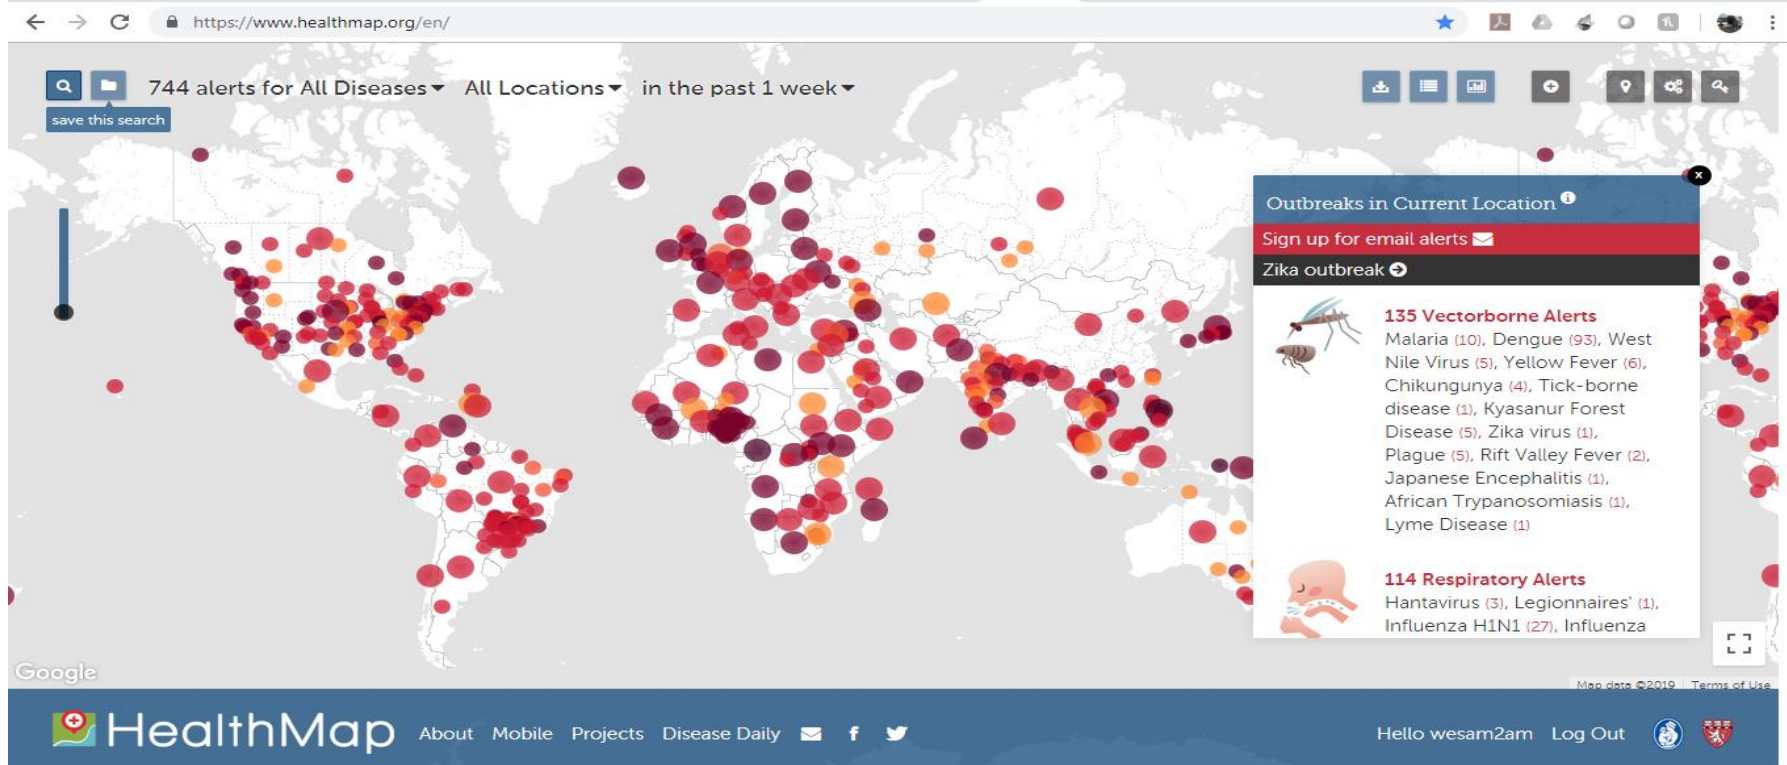 https://www.healthmap.org/en/
744 alerts for All Diseases All Locations in the past 1 week
save this search
Outbreaks in Current Location
Sign up for email alerts
Zika outbreak
135 Vectorborne Alerts
Malaria (10), Dengue (93), West
Nile Virus (5), Yellow Fever (6),
Chikungunya (4), Tick-borne
disease (1), Kyasanur Forest
Disease (5), Zika virus (1),
Plague (5), Rift Valley Fever (2),
Japanese Encephalitis (1),
African Trypanosomiasis (1),
Lyme Disease (1)
114 Respiratory Alerts
Hantavirus (3), Legionnaires' (1),
Influenza H1N1 (27), Influenza
Google
Map data ©2019 Terms of Use
HealthMap About Mobile Projects Disease Daily
Hello wesam2am Log Out